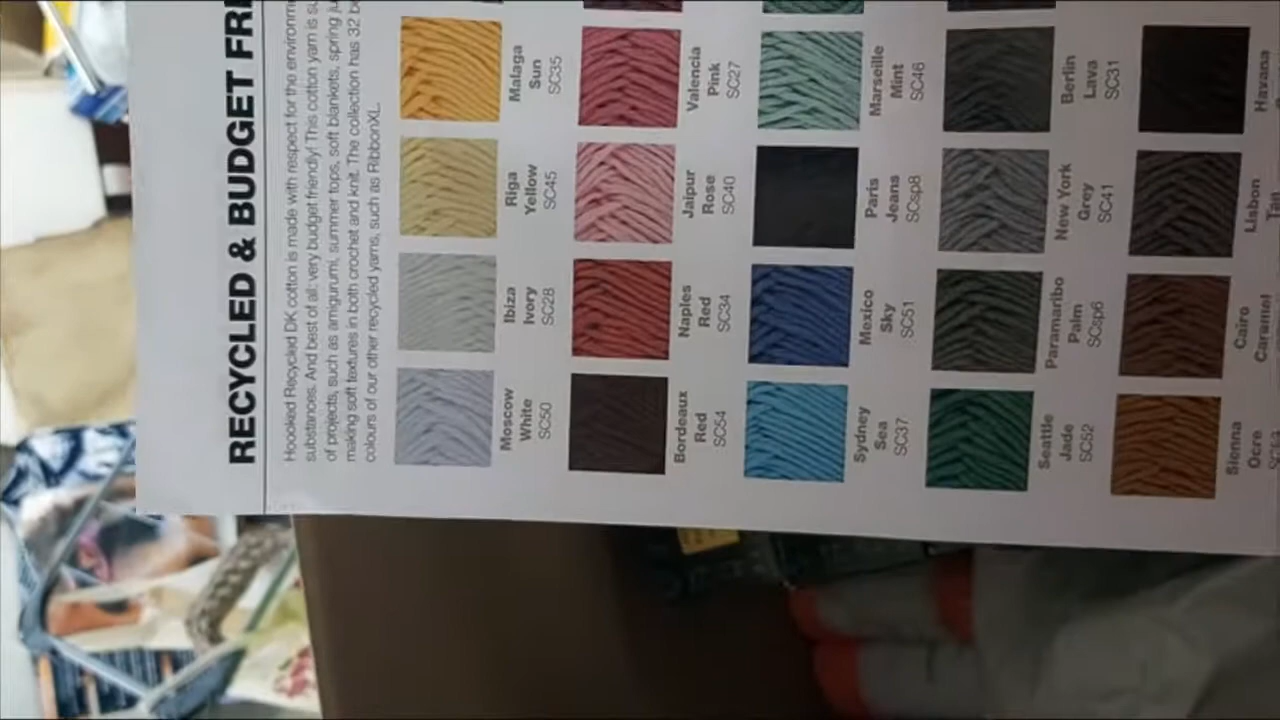 RECYCLED & BUDGET FRI
Hoooked Recycled DK cotton is made with respect for the environm
substances. And best of all: very budget friendly! This cotton yarn is su
of projects, such as amigurumi, summer tops, soft blankets, spring ju
making soft textures in both crochet and knit. The collection has 32 be
colours of our other recycled yarns, such as RibbonXL.
Moscow
White
SC50
Ibiza
Ivory
SC28
Riga
Yellow
SC45
Malaga
Sun
SC35
Bordeaux
Red
SC54
Naples
Red
SC34
Jaipur
Rose
SC40
Valencia
Pink
SC27
Sydney
Sea
SC37
Mexico
Sky
SC51
Paris
Jeans
SCsp8
Marseille
Mint
SC46
Seattle
Jade
SC52
Paramaribo
Palm
SCsp6
New York
Grey
SC41
Berlin
Lava
SC31
Sienna
Ocre
Cairo
Caramel
Lisbon
Havana